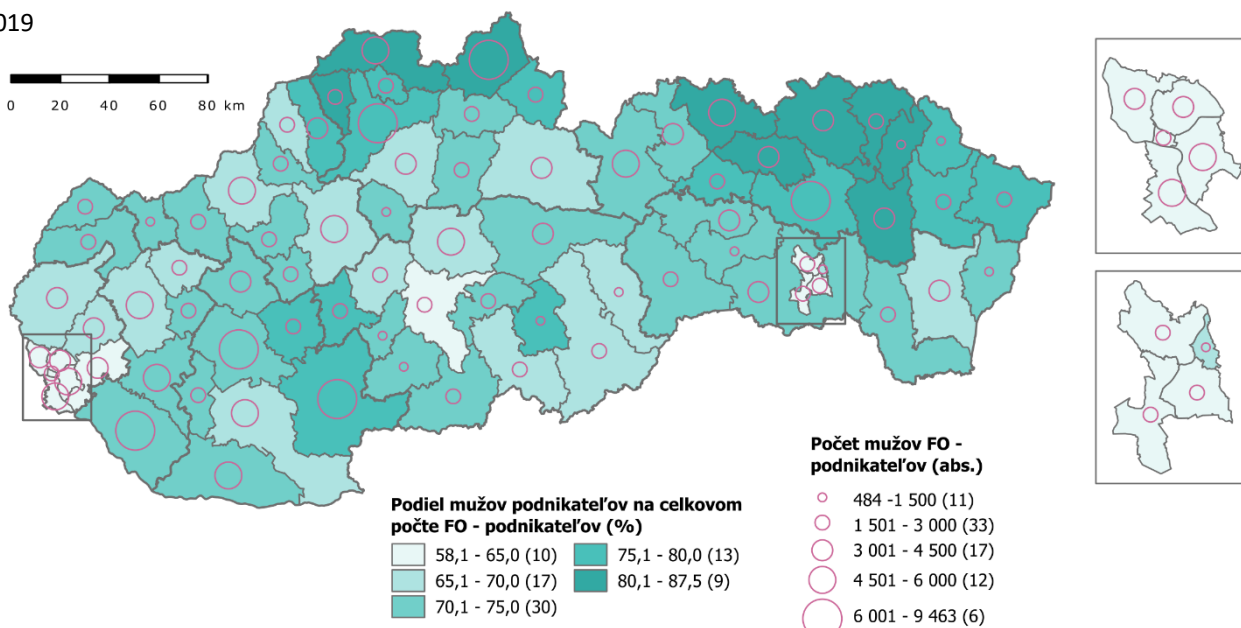 019
0 20 40 60 80 km
Podiel mužov podnikateľov na celkovom
počte FO - podnikateľov (%)
58,1 - 65,0 (10)
65,1 - 70,0 (17)
70,1 - 75,0 (30)
75,1 - 80,0 (13)
80,1 - 87,5 (9)
Počet mužov FO -
podnikateľov (abs.)
484 -1 500 (11)
1 501 - 3 000 (33)
3 001 - 4 500 (17)
4 501 - 6 000 (12)
6 001 - 9 463 (6)